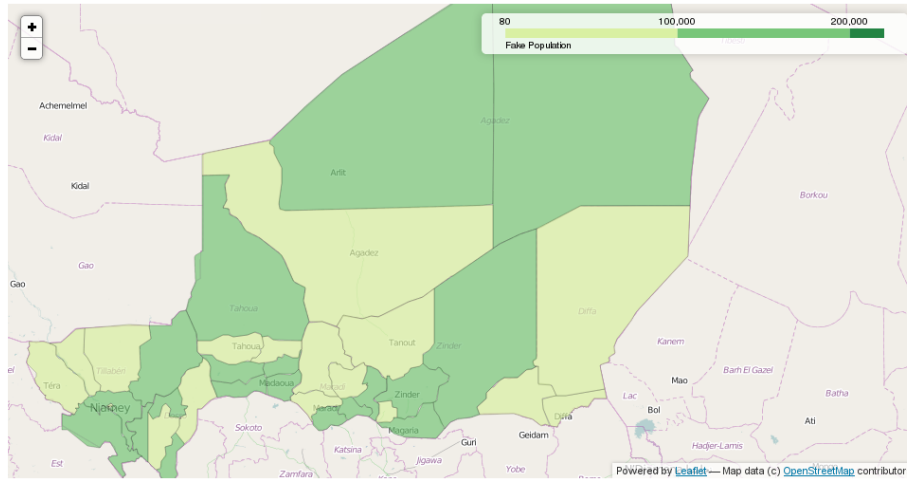 +
80 100,000 200,000
−
Fake Population
Agadez
Achemelmel
Kidal
Arlit
Kidal
Borkou
Agadez
Gao
Gao
Tahoua
Diffa
Kanem
Tahoua
Tanout
Zinder
Tillabéri
Barh El Gazel
Téra
Madaoua
Mao
Maradi
Zinder
Lac
Batha
Niamey
Maradi
Bol
Diffa
Ati
Sokoto
Magaria
Geidam
Guri
Hadjer-Lamis
Katsina
Est
Jigawa
Yobe
Zamfara
Powered by Leaflet — Map data (c) OpenStreetMap contributor